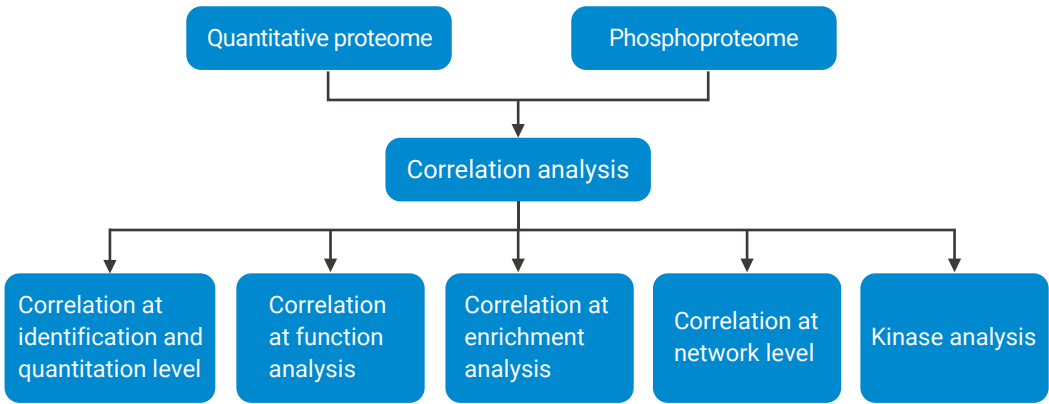 Quantitative proteome
Phosphoproteome
Correlation analysis
Correlation at
identification and
quantitation level
Correlation
at function
analysis
Correlation at
enrichment
analysis
Correlation at
network level
Kinase analysis